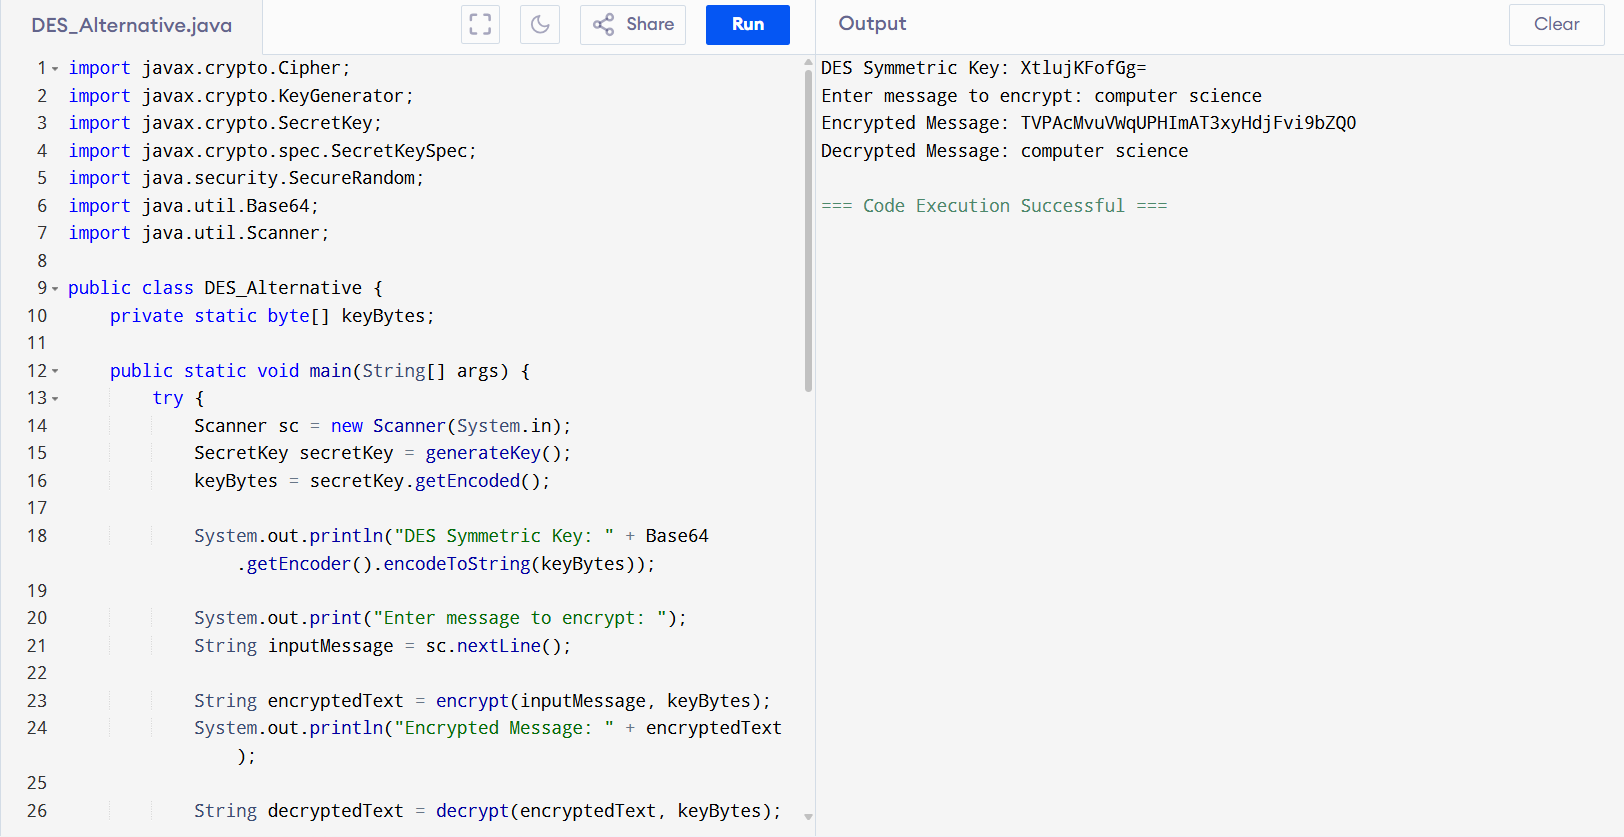 DES_Alternative.java
Share
Run
Output
Clear
1 import javax.crypto.Cipher;
2 import javax.crypto.KeyGenerator;
3 import javax.crypto.SecretKey;
4 import javax.crypto.spec.SecretKeySpec;
5 import java.security.SecureRandom;
6 import java.util.Base64;
7 import java.util.Scanner;
8
9 public class DES_Alternative {
10     private static byte[] keyBytes;
11
12     public static void main(String[] args) {
13         try {
14             Scanner sc = new Scanner(System.in);
15             SecretKey secretKey = generateKey();
16             keyBytes = secretKey.getEncoded();
17
18             System.out.println("DES Symmetric Key: " + Base64
                .getEncoder().encodeToString(keyBytes));
19
20             System.out.print("Enter message to encrypt: ");
21             String inputMessage = sc.nextLine();
22
23             String encryptedText = encrypt(inputMessage, keyBytes);
24             System.out.println("Encrypted Message: " + encryptedText
                );
25
26             String decryptedText = decrypt(encryptedText, keyBytes);
DES Symmetric Key: XtlujKFofGg=
Enter message to encrypt: computer science
Encrypted Message: TVPAcMvuVWqUPHImAT3xyHdjFvi9bZQO
Decrypted Message: computer science

=== Code Execution Successful ===